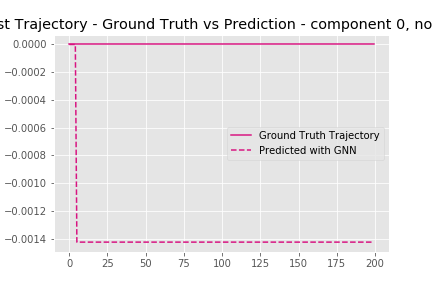 st Trajectory - Ground Truth vs Prediction - component 0, no
0.0000
−0.0002
−0.0004
−0.0006
−0.0008
−0.0010
−0.0012
−0.0014
Ground Truth Trajectory
Predicted with GNN
0 25 50 75 100 125 150 175 200